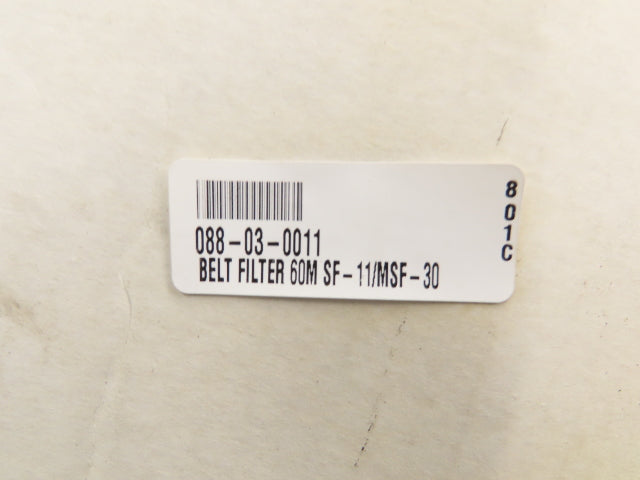 088-03-0011
BELT FILTER 60M SF-11/MSF-30
801C